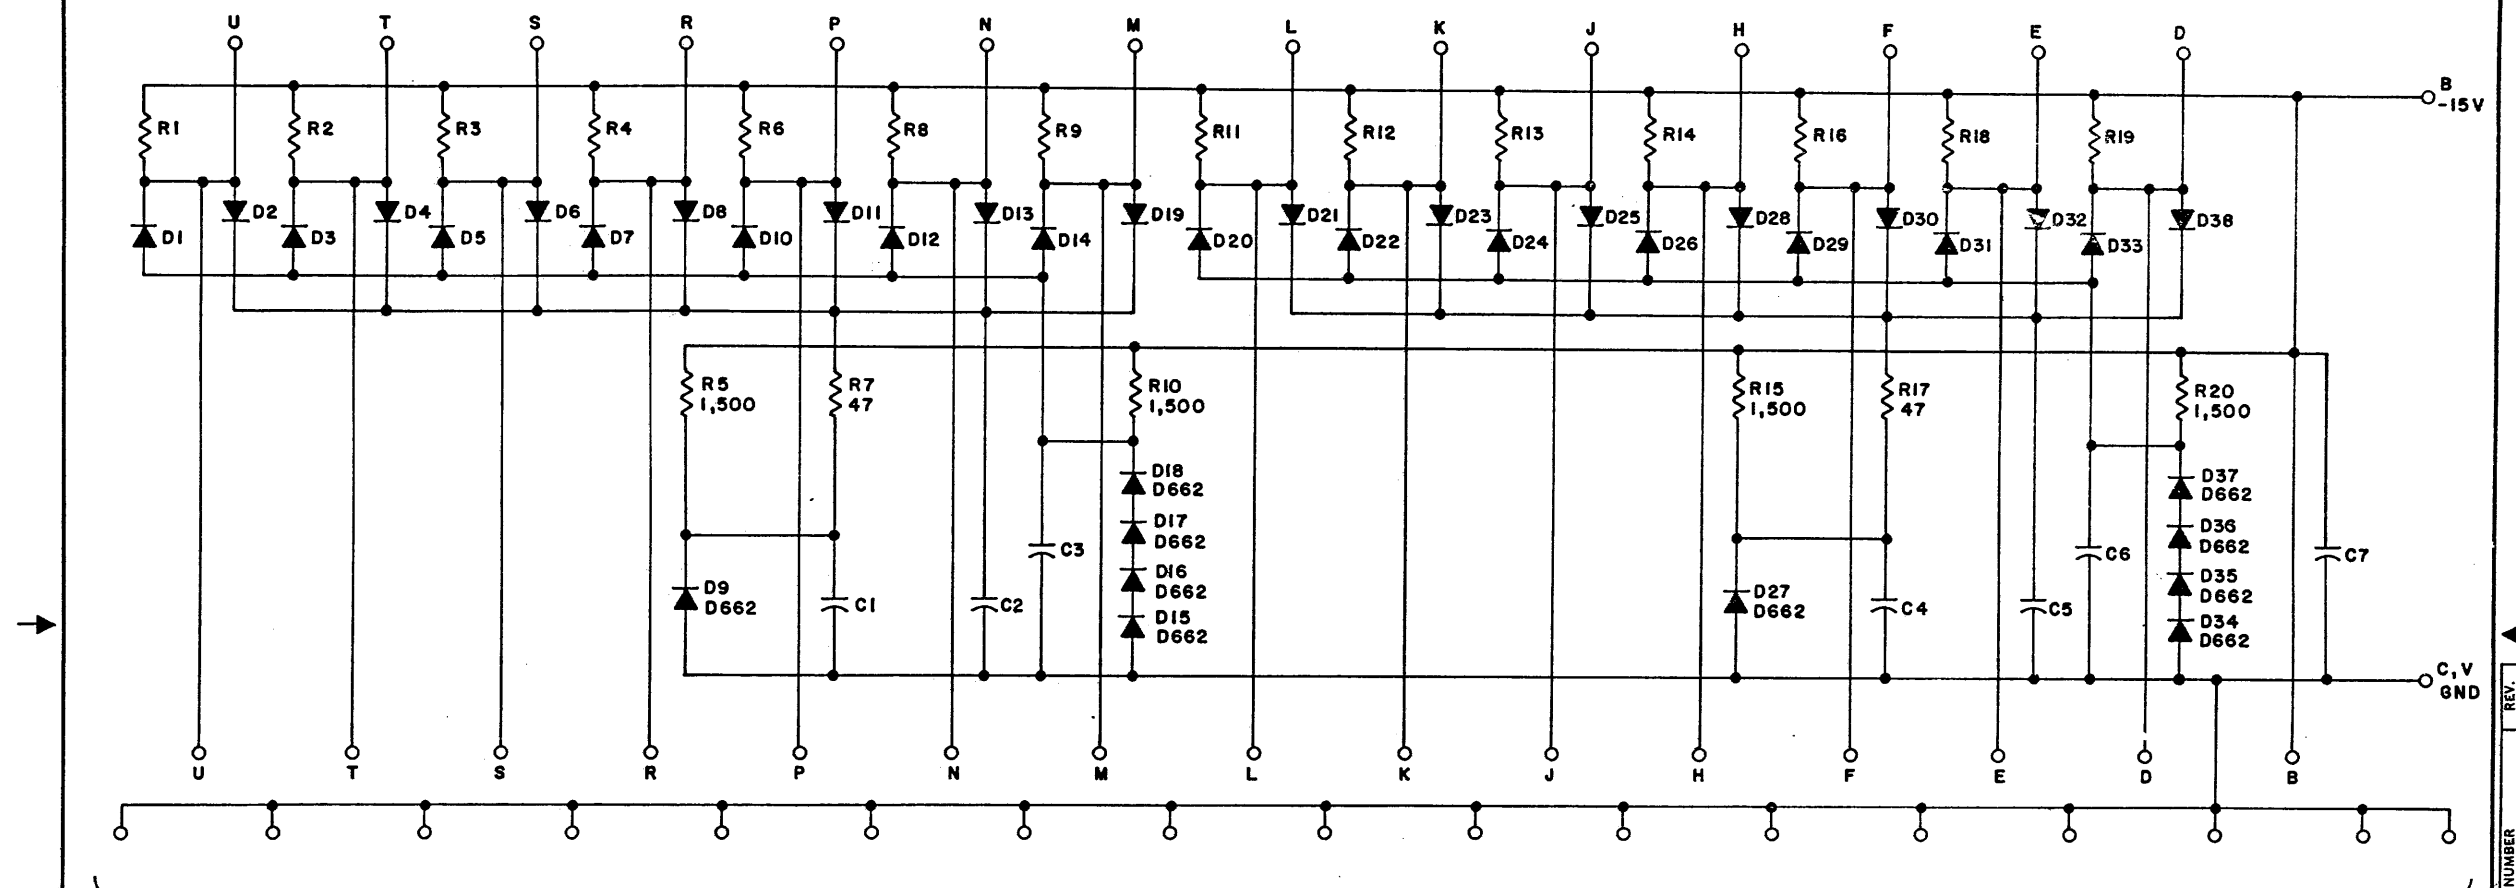 U T S R P N M L K J H F E D
B
-15V
R1 R2 R3 R4 R6 R8 R9 R11 R12 R13 R14 R16 R18 R19
D2 D4 D6 D8 D11 D13 D19 D21 D23 D25 D28 D30 D32 D38
D1 D3 D5 D7 D10 D12 D14 D20 D22 D24 D26 D29 D31 D33
R5 R7 R10 R15 R17 R20
1,500 47 1,500 1,500 47 1,500
D18 D37
D662 D662
D17 D36
D662 D662
C3 C6 C7
D16 D35
D662 D662
D9 D27
D662 D662
C1 C2 C4 C5
D15 D34
D662 D662
C,V
GND
U T S R P N M L K J H F E D B
REV.
NUMBER